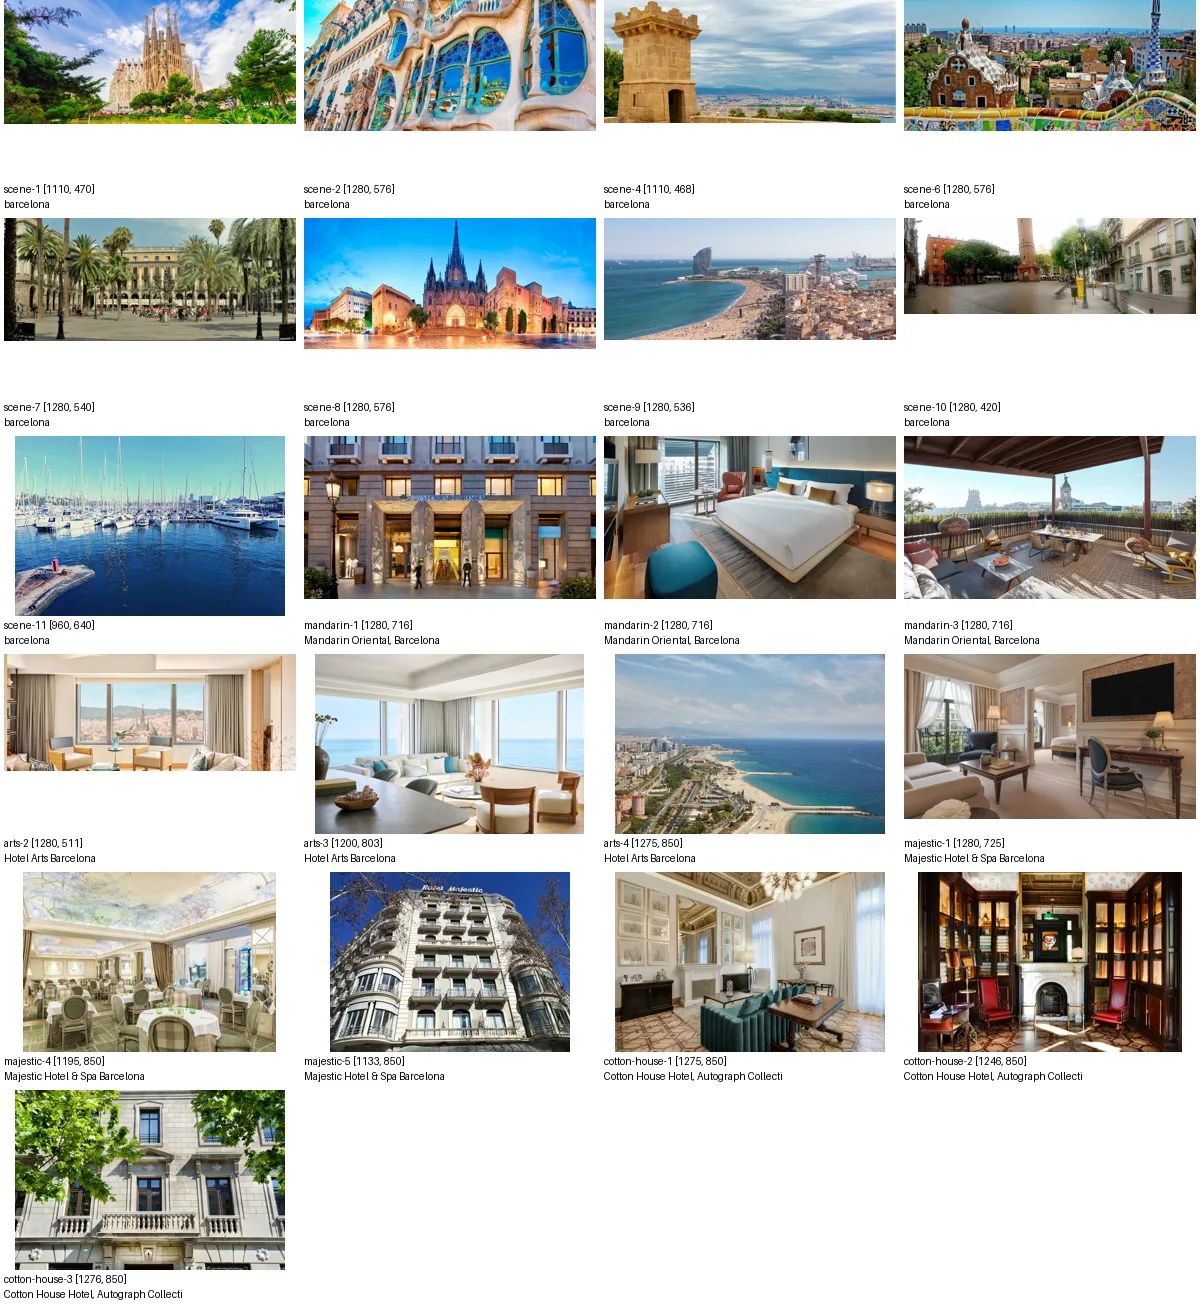 scene-1 [1110, 470]
barcelona
scene-2 [1280, 576]
barcelona
scene-4 [1110, 468]
barcelona
scene-6 [1280, 576]
barcelona
scene-7 [1280, 540]
barcelona
scene-8 [1280, 576]
barcelona
scene-9 [1280, 536]
barcelona
scene-10 [1280, 420]
barcelona
scene-11 [960, 640]
barcelona
mandarin-1 [1280, 716]
Mandarin Oriental, Barcelona
mandarin-2 [1280, 716]
Mandarin Oriental, Barcelona
mandarin-3 [1280, 716]
Mandarin Oriental, Barcelona
arts-2 [1280, 511]
Hotel Arts Barcelona
arts-3 [1200, 803]
Hotel Arts Barcelona
arts-4 [1275, 850]
Hotel Arts Barcelona
majestic-1 [1280, 725]
Majestic Hotel & Spa Barcelona
majestic-4 [1195, 850]
Majestic Hotel & Spa Barcelona
Hotel Majestic
majestic-5 [1133, 850]
Majestic Hotel & Spa Barcelona
cotton-house-1 [1275, 850]
Cotton House Hotel, Autograph Collecti
cotton-house-2 [1246, 850]
Cotton House Hotel, Autograph Collecti
cotton-house-3 [1276, 850]
Cotton House Hotel, Autograph Collecti